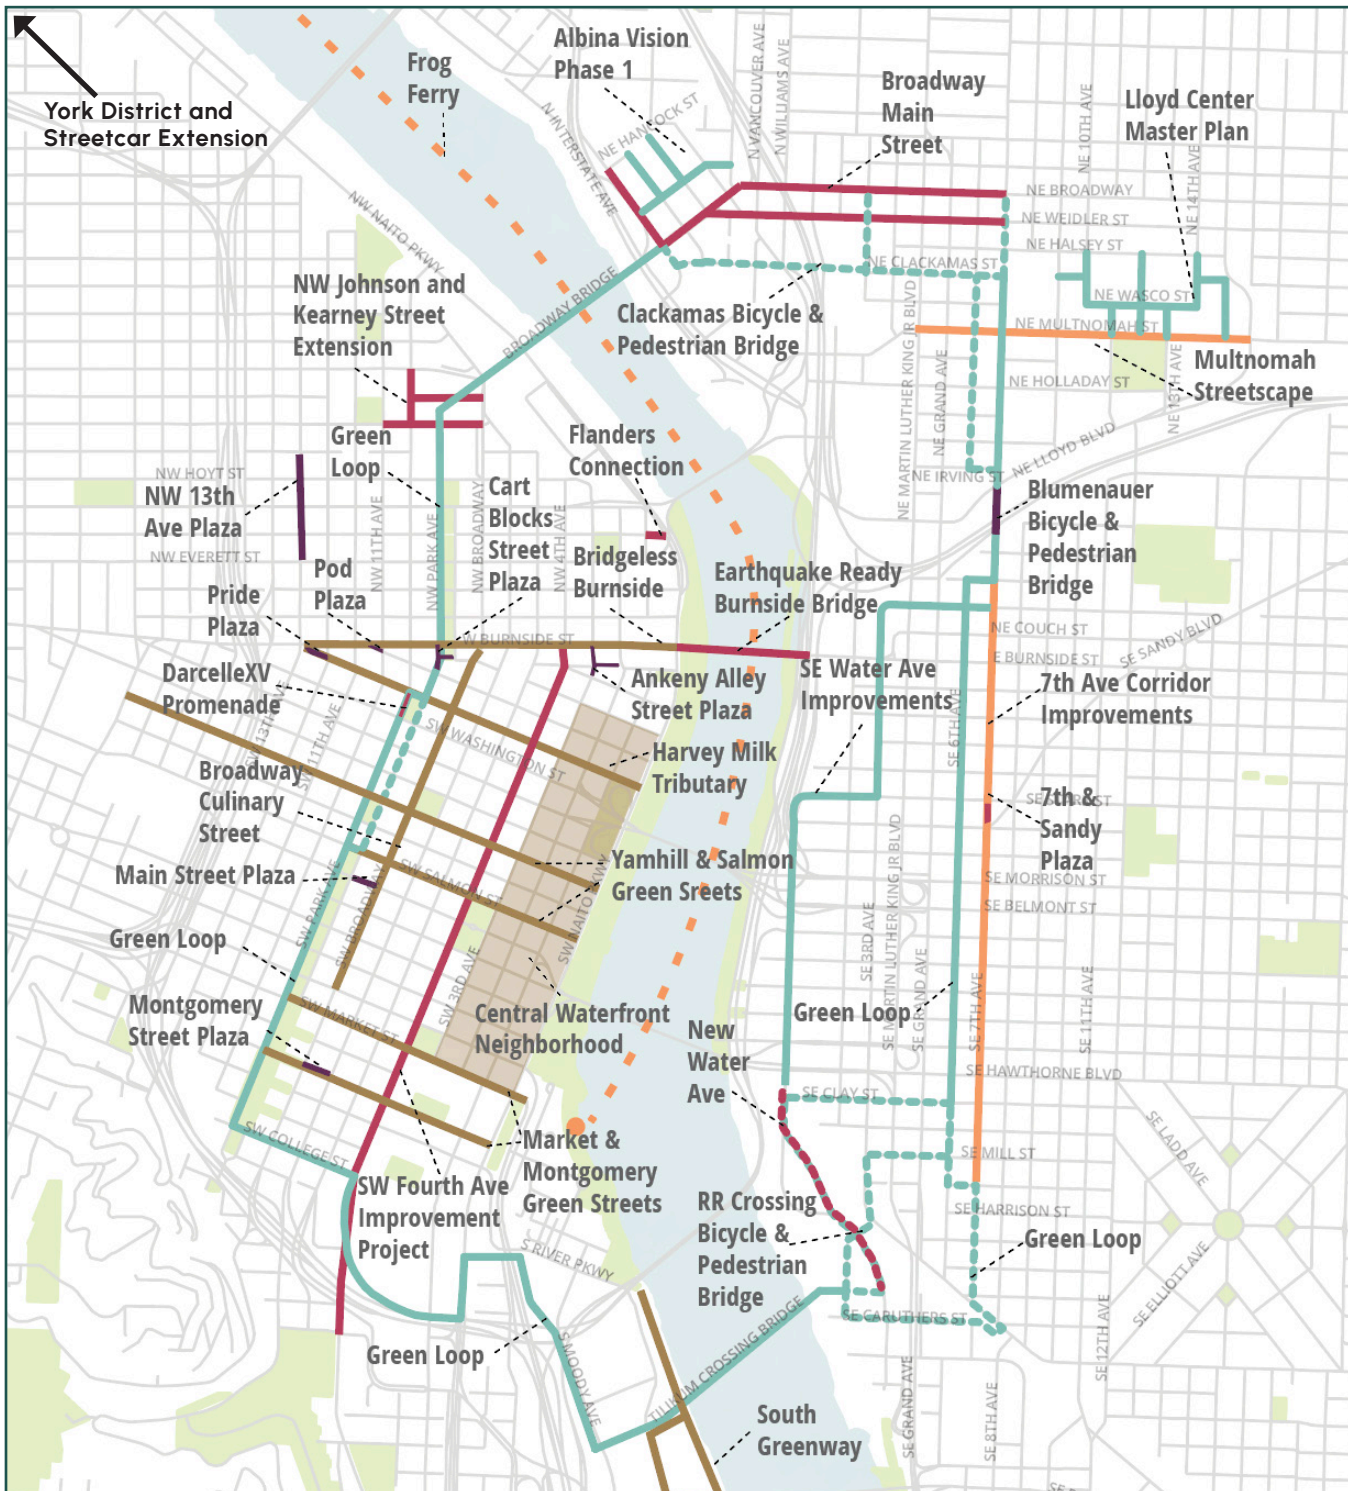 York District and
Streetcar Extension
Frog
Ferry
Albina Vision
Phase 1
Broadway
Main
Street
Lloyd Center
Master Plan
N INTERSTATE AVE
NE HANCOCK ST
N VANCOUVER AVE
N WILLIAMS AVE
NE 10TH AVE
NE 14TH AVE
NE BROADWAY
NE WEIDLER ST
NE HALSEY ST
NE CLACKAMAS ST
NE WASCO ST
NE MULTNOMAH ST
NE HOLLADAY ST
NE 13TH AVE
Multnomah
Streetscape
NW NAITO PKWY
NW Johnson and
Kearney Street
Extension
BROADWAY BRIDGE
Clackamas Bicycle &
Pedestrian Bridge
NE MARTIN LUTHER KING JR BLVD
NE GRAND AVE
NE LLOYD BLVD
NE IRVING ST
Green
Loop
Flanders
Connection
NW HOYT ST
NW 13th
Ave Plaza
NW EVERETT ST
NW 11TH AVE
NW PARK AVE
NW BROADWAY
NW 4TH AVE
Cart
Blocks
Street
Plaza
Bridgeless
Burnside
Earthquake Ready
Burnside Bridge
Blumenauer
Bicycle &
Pedestrian
Bridge
Pod
Plaza
Pride
Plaza
W BURNSIDE ST
NE COUCH ST
E BURNSIDE ST
SE SANDY BLVD
DarcelleXV
Promenade
Ankeny Alley
Street Plaza
SE Water Ave
Improvements
7th Ave Corridor
Improvements
SE 6TH AVE
SW 13TH AVE
SW 11TH AVE
SW WASHINGTON ST
Harvey Milk
Tributary
Broadway
Culinary
Street
7th &
Sandy
Plaza
Main Street Plaza
SW SALMON ST
Yamhill & Salmon
Green Sreets
SE MORRISON ST
SE BELMONT ST
SW PARK AVE
SW BROADWAY
SW NAITO PKWY
SW 3RD AVE
SE 3RD AVE
SE MARTIN LUTHER KING JR BLVD
SE GRAND AVE
SE 7TH AVE
SE 11TH AVE
Green Loop
Montgomery
Street Plaza
SW MARKET ST
Central Waterfront
Neighborhood
New
Water
Ave
Green Loop
SE HAWTHORNE BLVD
SE CLAY ST
SE LADD AVE
SW COLLEGE ST
Market &
Montgomery
Green Streets
SE MILL ST
SE HARRISON ST
SW Fourth Ave
Improvement
Project
RR Crossing
Bicycle &
Pedestrian
Bridge
Green Loop
S RIVER PKWY
SE ELLIOTT AVE
SE CARUTHERS ST
SE 12TH AVE
Green Loop
S MOODY AVE
TILIKUM CROSSING BRIDGE
South
Greenway
SE GRAND AVE
SE 8TH AVE